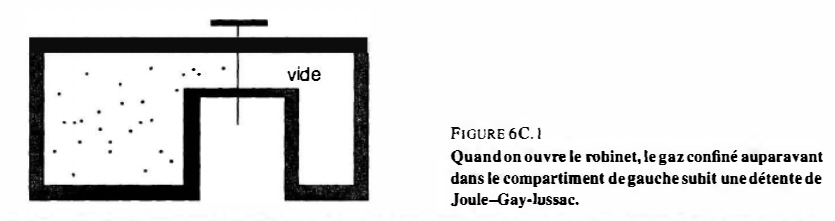 vide
FIGURE 6C.1
Quand on ouvre le robinet, le gaz confiné auparavant
dans le compartiment de gauche subit une détente de
Joule–Gay-lussac.